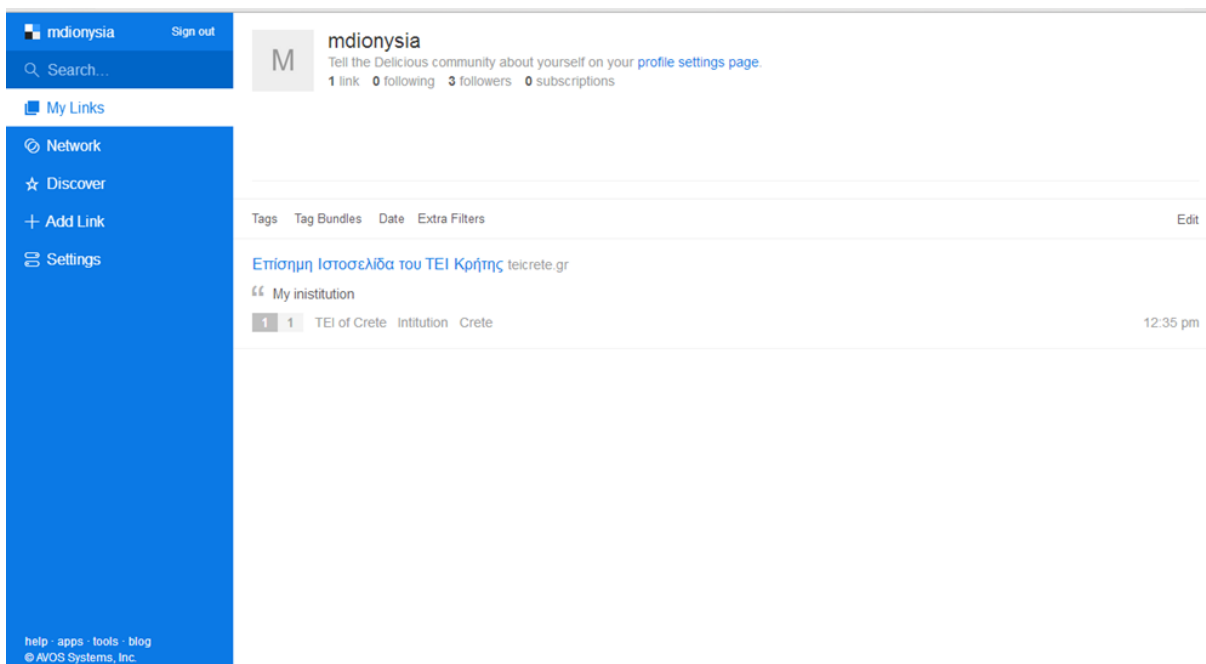 mdionysia Sign out
Search...
My Links
Network
Discover
Add Link
Settings
help · apps · tools · blog
© AVOS Systems, Inc.
M
mdionysia
Tell the Delicious community about yourself on your profile settings page.
1 link 0 following 3 followers 0 subscriptions
Tags Tag Bundles Date Extra Filters Edit
Επίσημη Ιστοσελίδα του ΤΕΙ Κρήτης teicrete.gr
“ My inistitution
1 1 TEI of Crete Intitution Crete 12:35 pm